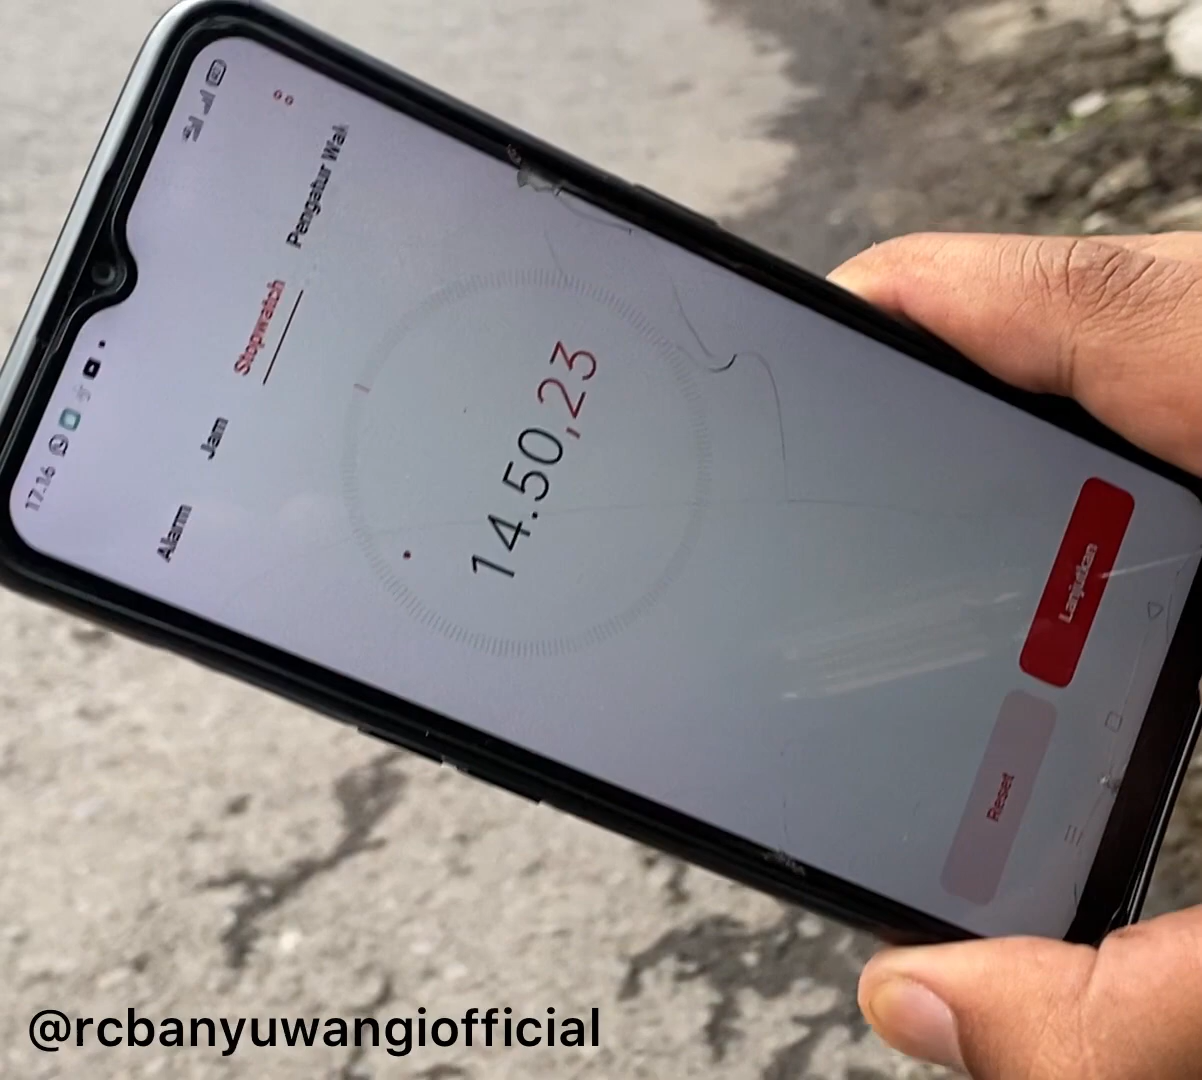 17.16
Alarm Jam Stopwatch Pengatur Wak
14.50,23
Reset Lanjutkan
@rcbanyuwangiofficial